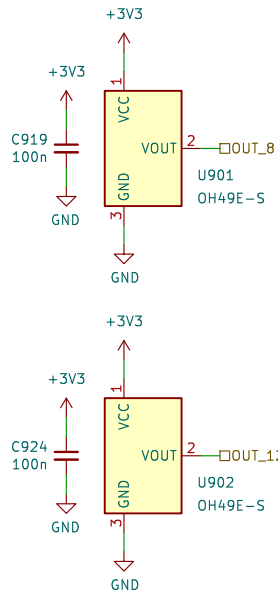 +3V3
+3V3
1
VCC
C919
100n
VOUT
2
OUT_8
GND
U901
OH49E-S
3
GND
GND
+3V3
+3V3
1
VCC
C924
100n
VOUT
2
OUT_12
GND
U902
OH49E-S
3
GND
GND